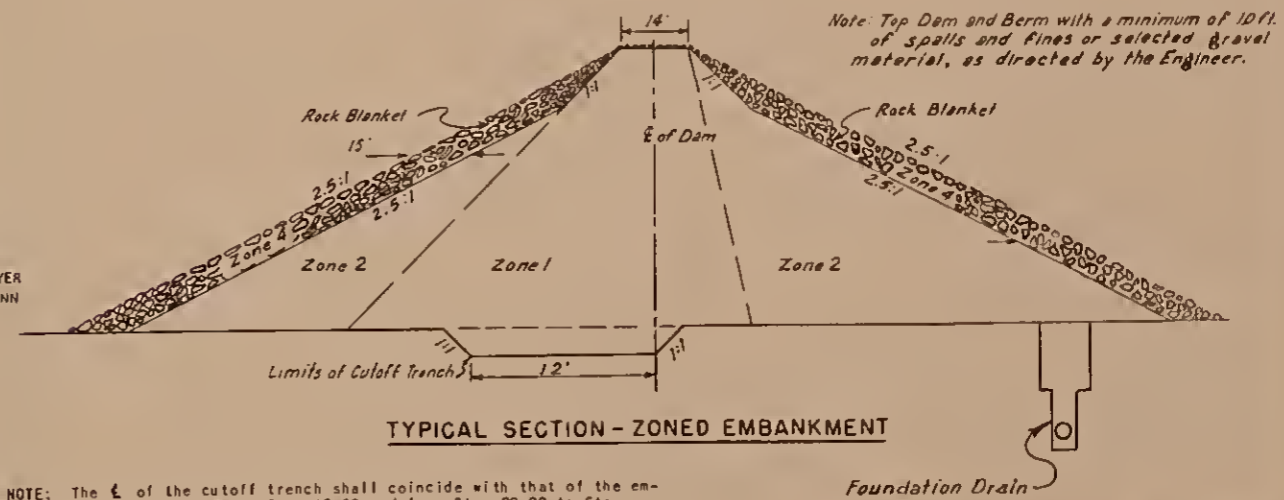 14'
Note: Top Dam and Berm with a minimum of 1.0 ft.
of spalls and fines or selected gravel
material, as directed by the Engineer.
1:1
1:1
Rock Blanket
Rock Blanket
℄ of Dam
15'
2.5:1
2.5:1
2.5:1
Zone 4
2.5:1
Zone 4
YER
NN
Zone 2
Zone 1
Zone 2
1:1
1:1
Limits of Cutoff Trench
12'
TYPICAL SECTION - ZONED EMBANKMENT
NOTE: The ℄ of the cutoff trench shall coincide with that of the em-
Foundation Drain